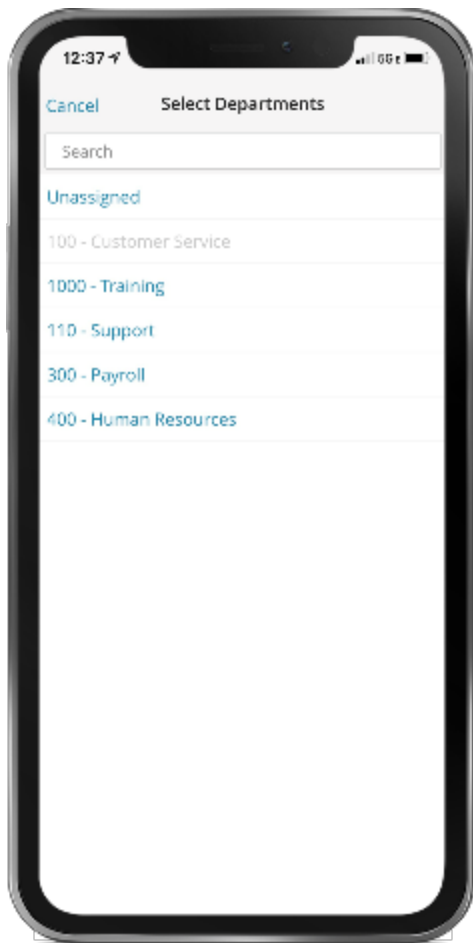 12:37
Cancel Select Departments
Search
Unassigned
100 - Customer Service
1000 - Training
110 - Support
300 - Payroll
400 - Human Resources